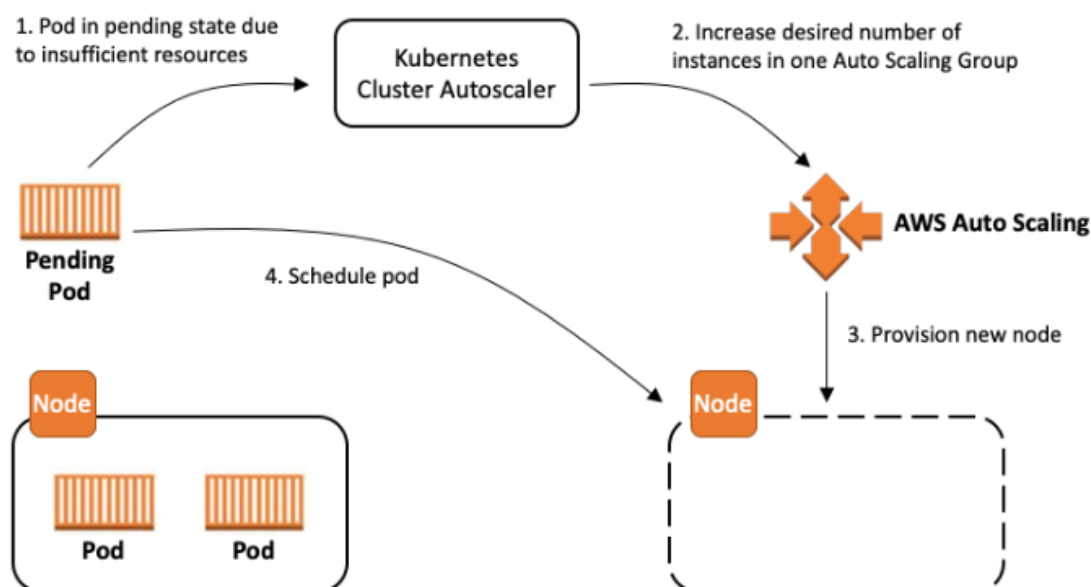 1. Pod in pending state due
to insufficient resources
Kubernetes
Cluster Autoscaler
2. Increase desired number of
instances in one Auto Scaling Group
AWS Auto Scaling
Pending
Pod
4. Schedule pod
3. Provision new node
Node
Node
Pod
Pod